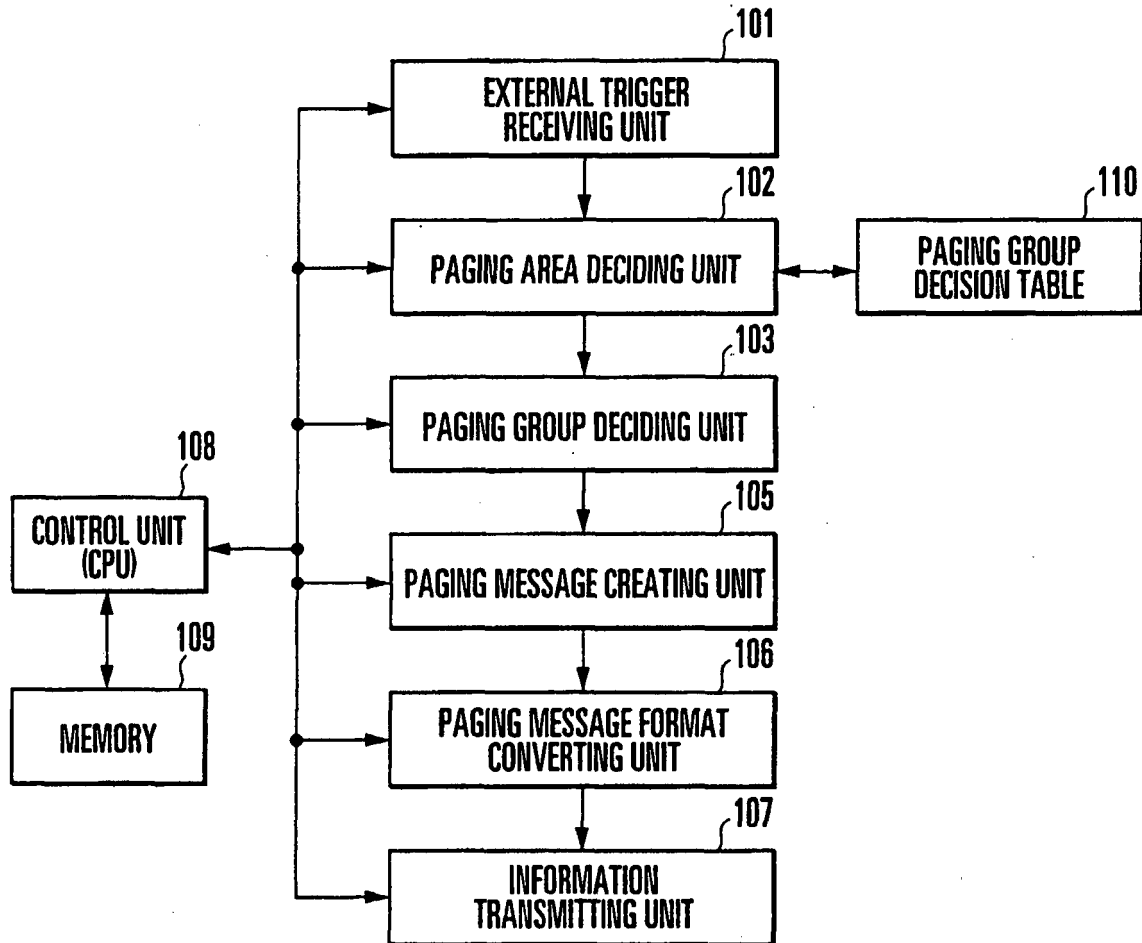 101
EXTERNAL TRIGGER
RECEIVING UNIT
102
PAGING AREA DECIDING UNIT
110
PAGING GROUP
DECISION TABLE
103
PAGING GROUP DECIDING UNIT
108
CONTROL UNIT
(CPU)
105
PAGING MESSAGE CREATING UNIT
109
MEMORY
106
PAGING MESSAGE FORMAT
CONVERTING UNIT
107
INFORMATION
TRANSMITTING UNIT